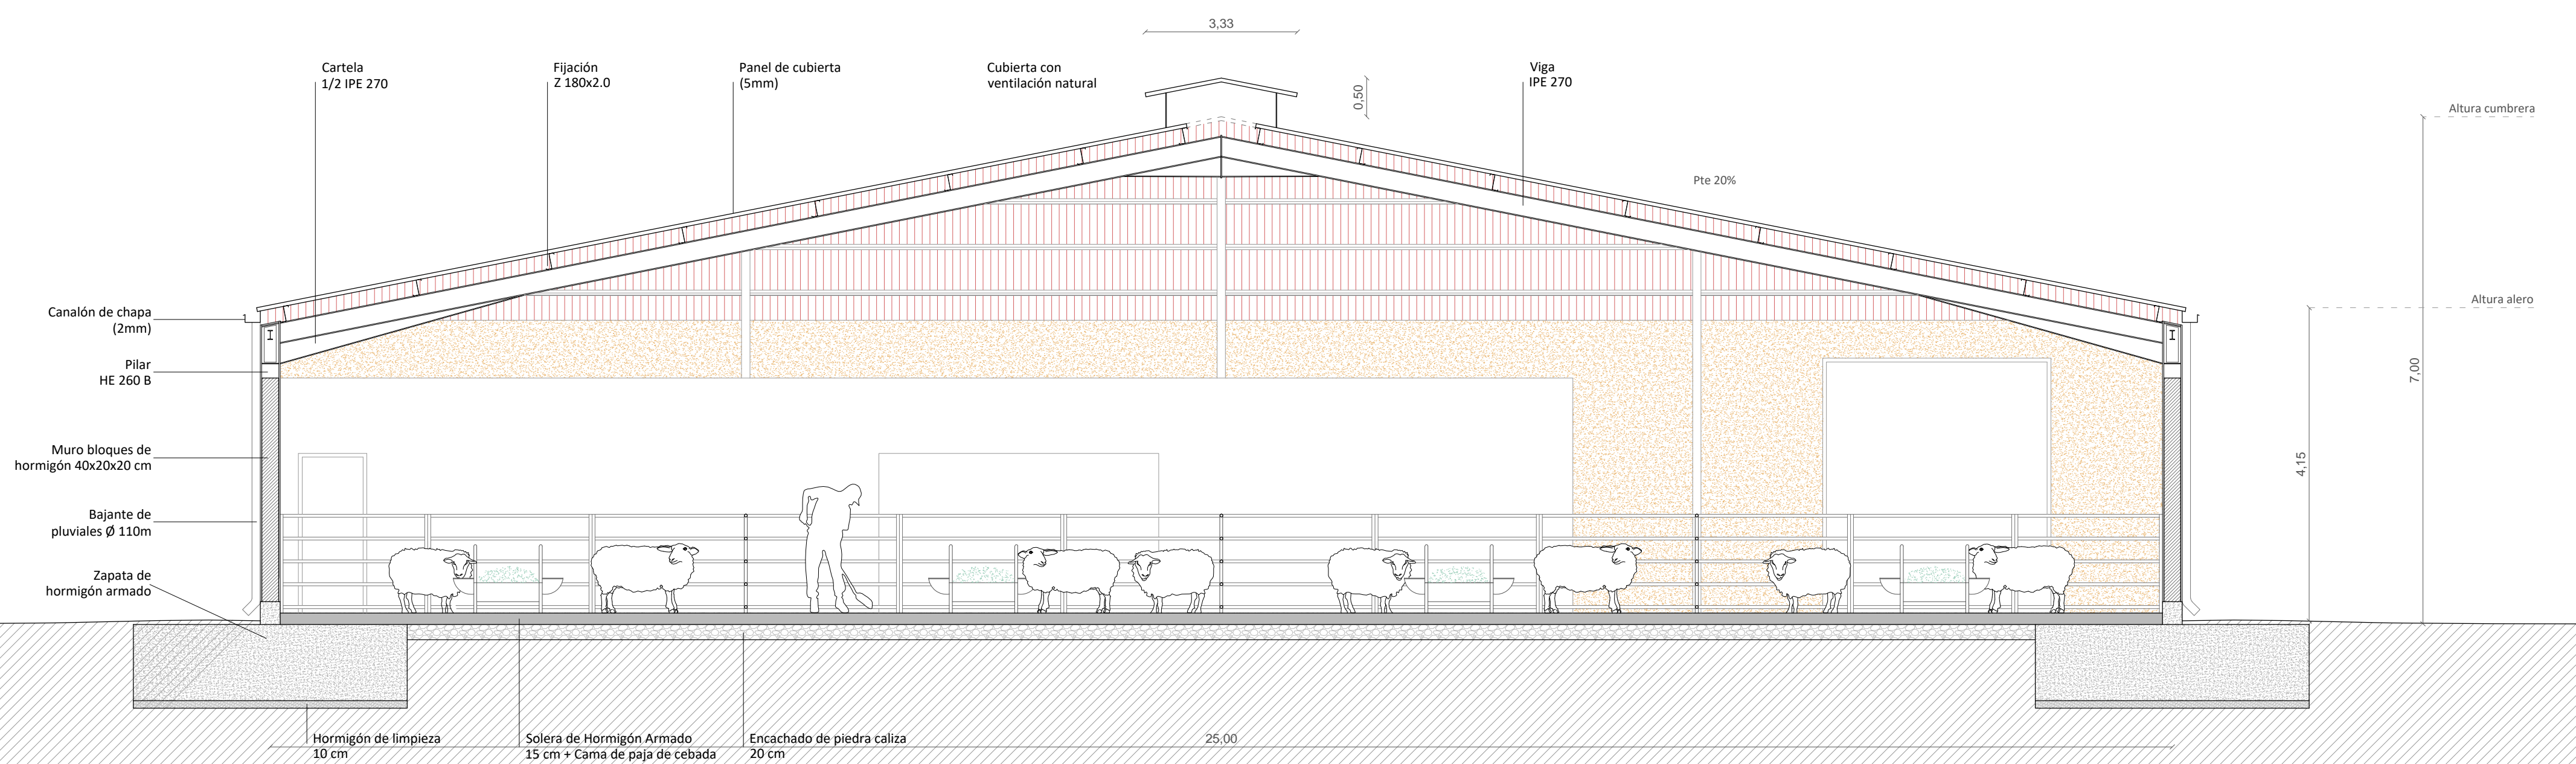 3,33
Cartela
1/2 IPE 270
Fijación
Z 180x2.0
Panel de cubierta
(5mm)
Cubierta con
ventilación natural
Viga
IPE 270
0,50
Altura cumbrera
Pte 20%
Canalón de chapa
(2mm)
Altura alero
Pilar
HE 260 B
7,00
Muro bloques de
hormigón 40x20x20 cm
4,15
Bajante de
pluviales Ø 110m
Zapata de
hormigón armado
Hormigón de limpieza
10 cm
Solera de Hormigón Armado
15 cm + Cama de paja de cebada
Encachado de piedra caliza
20 cm
25,00